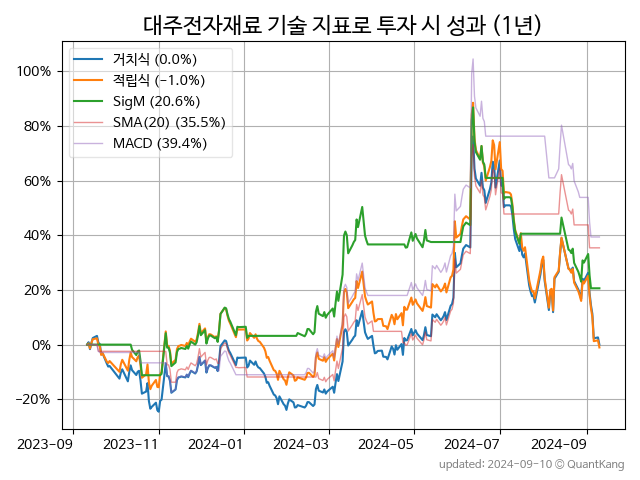 대주전자재료 기술 지표로 투자 시 성과 (1년)
거치식 (0.0%)
적립식 (−1.0%)
SigM (20.6%)
SMA(20) (35.5%)
MACD (39.4%)
100%
80%
60%
40%
20%
0%
−20%
2023-09 2023-11 2024-01 2024-03 2024-05 2024-07 2024-09
updated: 2024-09-10 © QuantKang